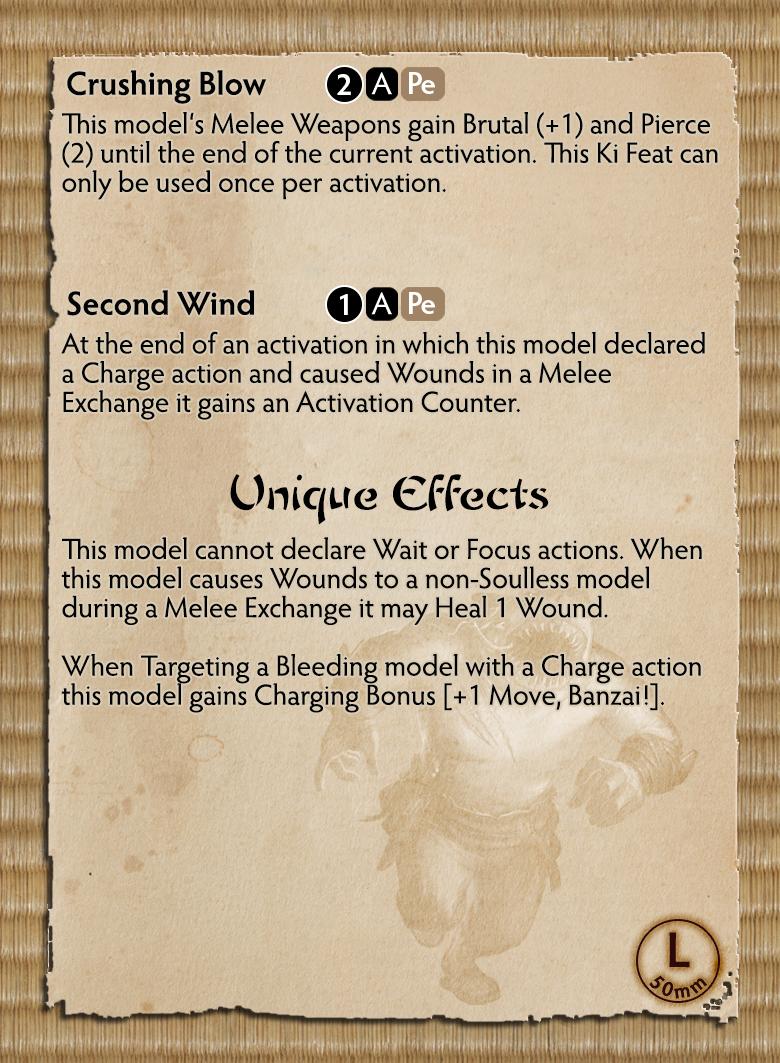 Crushing Blow 2 A Pe
This model's Melee Weapons gain Brutal (+1) and Pierce
(2) until the end of the current activation. This Ki Feat can
only be used once per activation.
Second Wind 1 A Pe
At the end of an activation in which this model declared
a Charge action and caused Wounds in a Melee
Exchange it gains an Activation Counter.
Unique Effects
This model cannot declare Wait or Focus actions. When
this model causes Wounds to a non-Soulless model
during a Melee Exchange it may Heal 1 Wound.
When Targeting a Bleeding model with a Charge action
this model gains Charging Bonus [+1 Move, Banzai!].
L
50mm